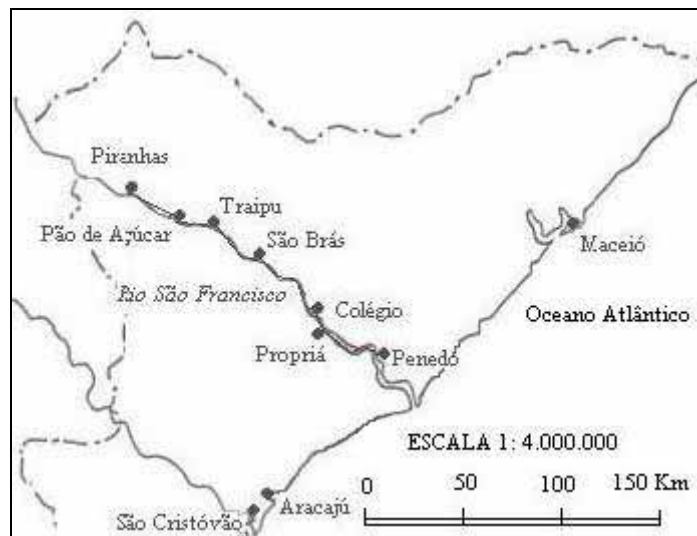 Piranhas
Traipu
Pão de Açúcar
São Brás
Maceió
Rio São Francisco
Colégio
Oceano Atlântico
Propriá
Penedo
ESCALA 1: 4.000.000
0 50 100 150 Km
Aracajú
São Cristóvão